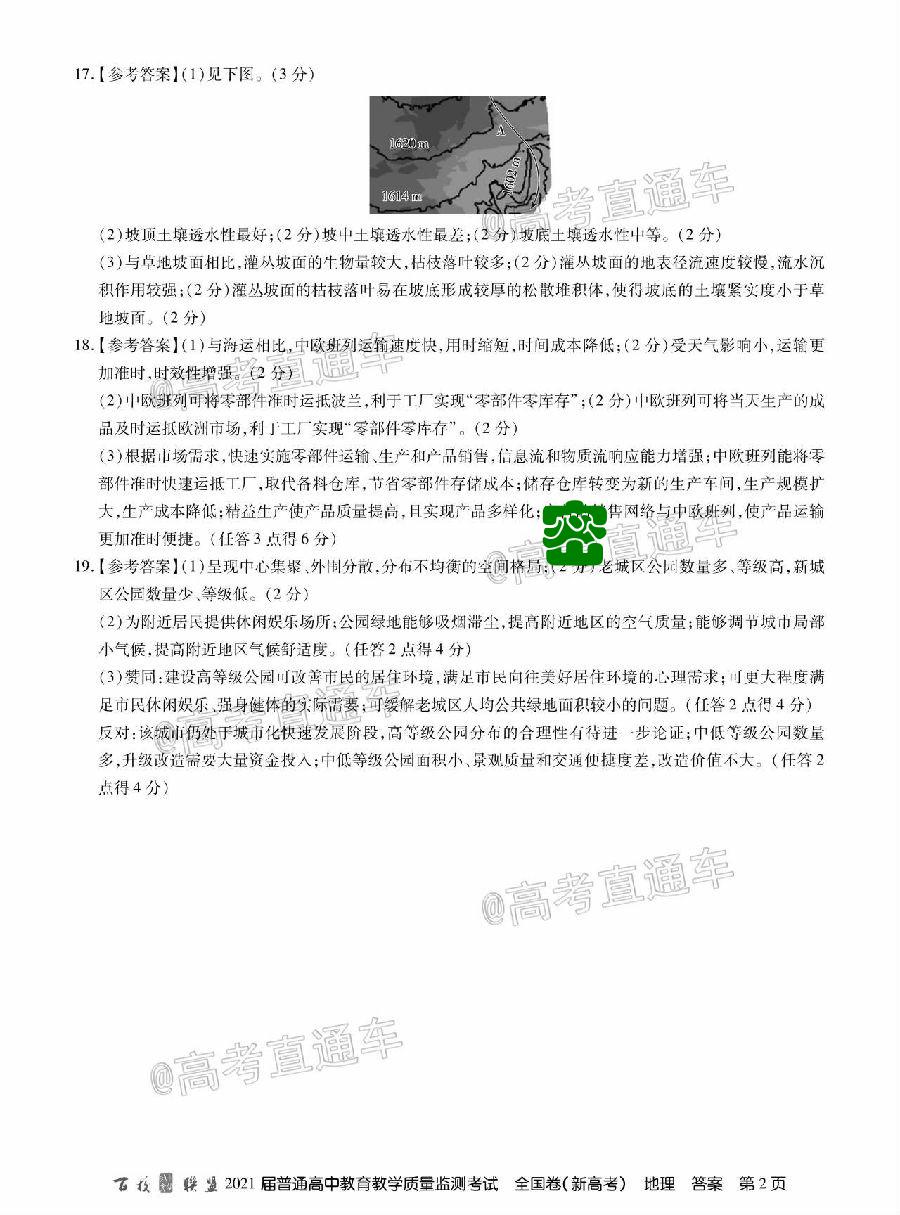 17.【参考答案】(1)见下图。(3分)
A
1620 m
1602 m
1614 m
@高考直通车
(2)坡顶土壤透水性最好;(2分)坡中土壤透水性最差;(2分)坡底土壤透水性中等。(2分)
(3)与草地坡面相比,灌丛坡面的生物量较大,枯枝落叶较多;(2分)灌丛坡面的地表径流速度较慢,流水沉
积作用较强;(2分)灌丛坡面的枯枝落叶易在坡底形成较厚的松散堆积体,使得坡底的土壤紧实度小于草
地坡面。(2分)
18.【参考答案】(1)与海运相比,中欧班列运输速度快,用时缩短,时间成本降低;(2分)受天气影响小,运输更
加准时,时效性增强。(2分)
@高考直通车
(2)中欧班列可将零部件准时运抵波兰,利于工厂实现“零部件零库存”;(2分)中欧班列可将当天生产的成
品及时运抵欧洲市场,利于工厂实现“零部件零库存”。(2分)
(3)根据市场需求,快速实施零部件运输、生产和产品销售,信息流和物质流响应能力增强;中欧班列能将零
部件准时快速运抵工厂,取代备料仓库,节省零部件存储成本;储存仓库转变为新的生产车间,生产规模扩
大,生产成本降低;精益生产使产品质量提高,且实现产品多样化;售网络与中欧班列,使产品运输
更加准时便捷。(任答3点得6分)
@高考直通车
19.【参考答案】(1)呈现中心集聚、外围分散,分布不均衡的空间格局;(2分)老城区公园数量多、等级高,新城
区公园数量少、等级低。(2分)
(2)为附近居民提供休闲娱乐场所;公园绿地能够吸烟滞尘,提高附近地区的空气质量;能够调节城市局部
小气候,提高附近地区气候舒适度。(任答2点得4分)
(3)赞同:建设高等级公园可改善市民的居住环境,满足市民向往美好居住环境的心理需求;可更大程度满
足市民休闲娱乐、强身健体的实际需要;可缓解老城区人均公共绿地面积较小的问题。(任答2点得4分)
@高考直通车
反对:该城市仍处于城市化快速发展阶段,高等级公园分布的合理性有待进一步论证;中低等级公园数量
多,升级改造需要大量资金投入;中低等级公园面积小、景观质量和交通便捷度差,改造价值不大。(任答2
点得4分)
@高考直通车
@高考直通车
百校联盟 2021 届普通高中教育教学质量监测考试 全国卷(新高考) 地理 答案 第2页